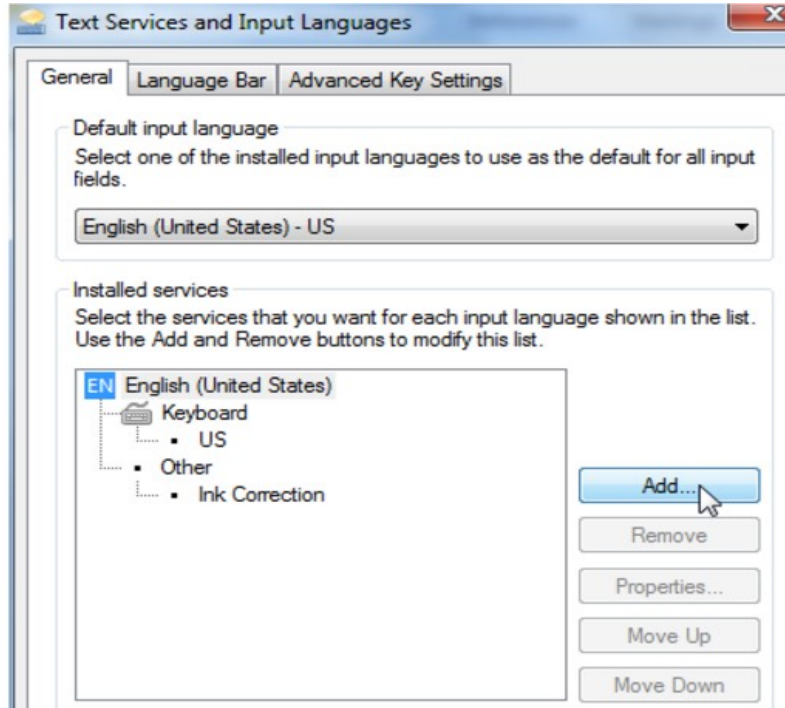 Text Services and Input Languages
General
Language Bar
Advanced Key Settings
Default input language
Select one of the installed input languages to use as the default for all input
fields.
English (United States) - US
Installed services
Select the services that you want for each input language shown in the list.
Use the Add and Remove buttons to modify this list.
EN English (United States)
Keyboard
US
Other
Ink Correction
Add...
Remove
Properties...
Move Up
Move Down